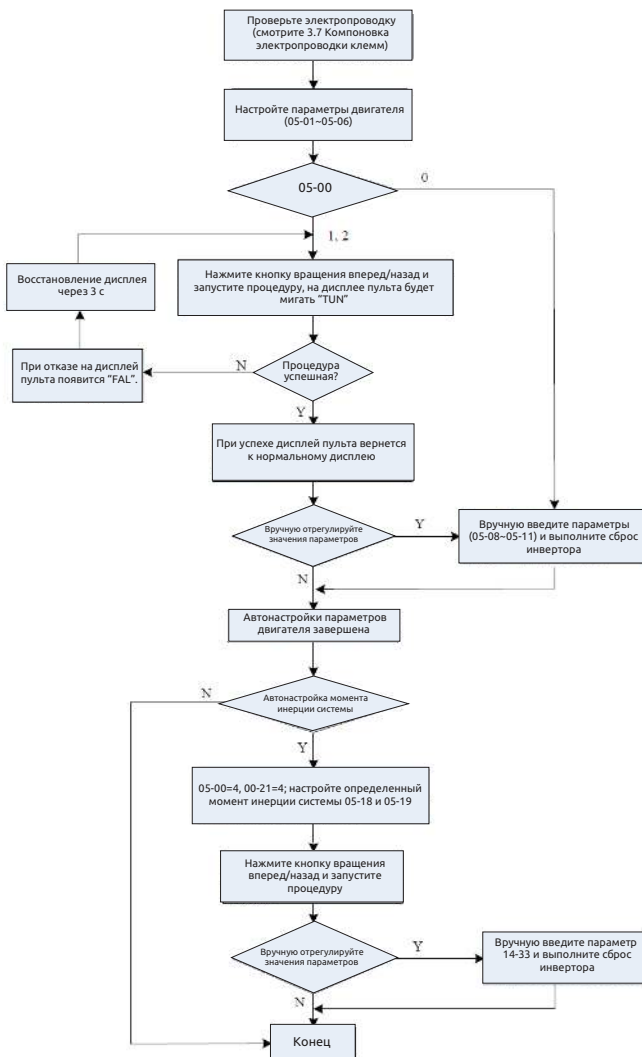 Проверьте электропроводку
(смотрите 3.7 Компоновка
электропроводки клемм)
Настройте параметры двигателя
(05-01~05-06)
05-00
0
1, 2
Восстановление дисплея
через 3 с
Нажмите кнопку вращения вперед/назад и
запустите процедуру, на дисплее пульта будет
мигать “TUN”
При отказе на дисплей
пульта появится “FAL”.
N
Процедура
успешная?
Y
При успехе дисплей пульта вернется
к нормальному дисплею
Вручную отрегулируйте
значения параметров
Y
Вручную введите параметры
(05-08~05-11) и выполните сброс
инвертора
N
Автонастройки параметров
двигателя завершена
N
Автонастройка момента
инерции системы
Y
05-00=4, 00-21=4; настройте определенный
момент инерции системы 05-18 и 05-19
Нажмите кнопку вращения
вперед/назад и запустите
процедуру
Вручную отрегулируйте
значения параметров
Y
Вручную введите параметр
14-33 и выполните сброс
инвертора
N
Конец